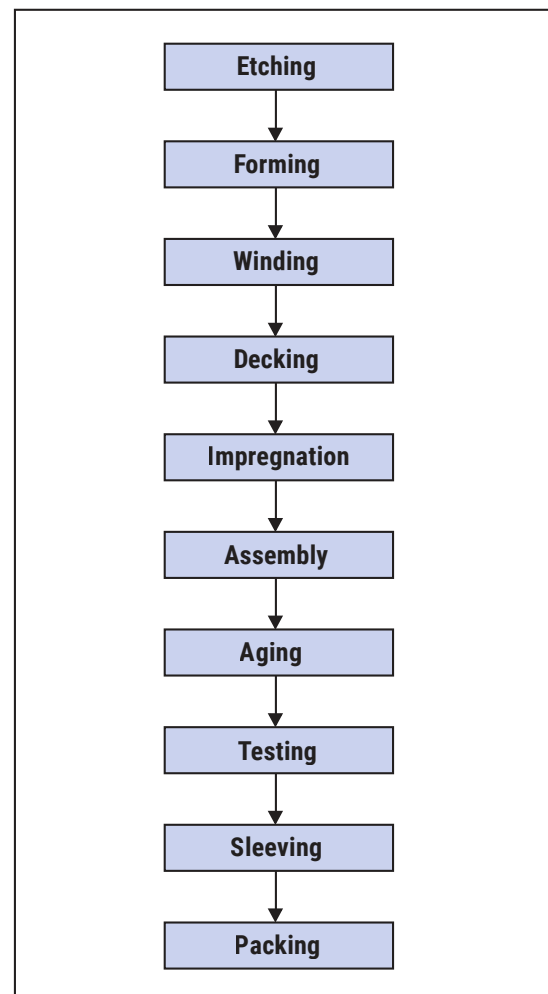 Etching
Forming
Winding
Decking
Impregnation
Assembly
Aging
Testing
Sleeving
Packing